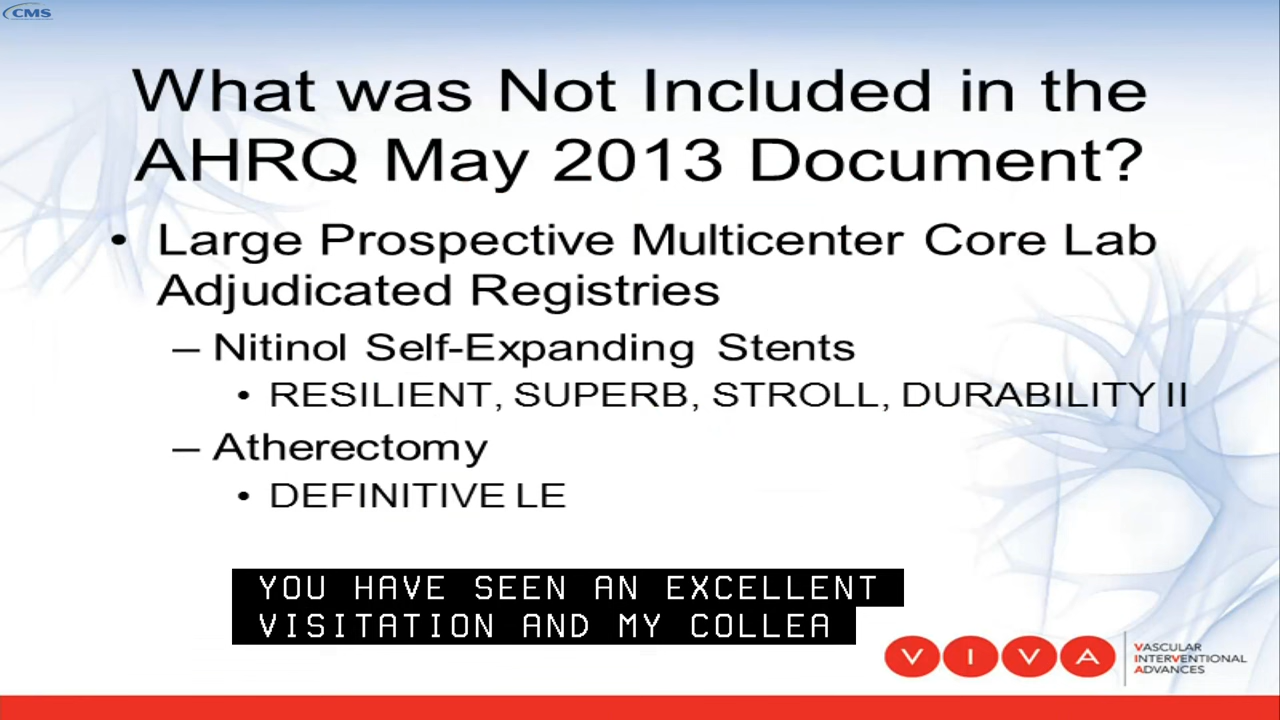 CMS
What was Not Included in the
AHRQ May 2013 Document?
• Large Prospective Multicenter Core Lab
Adjudicated Registries
– Nitinol Self-Expanding Stents
• RESILIENT, SUPERB, STROLL, DURABILITY II
– Atherectomy
• DEFINITIVE LE
YOU HAVE SEEN AN EXCELLENT
VISITATION AND MY COLLEA
VIVA
VASCULAR
INTERVENTIONAL
ADVANCES